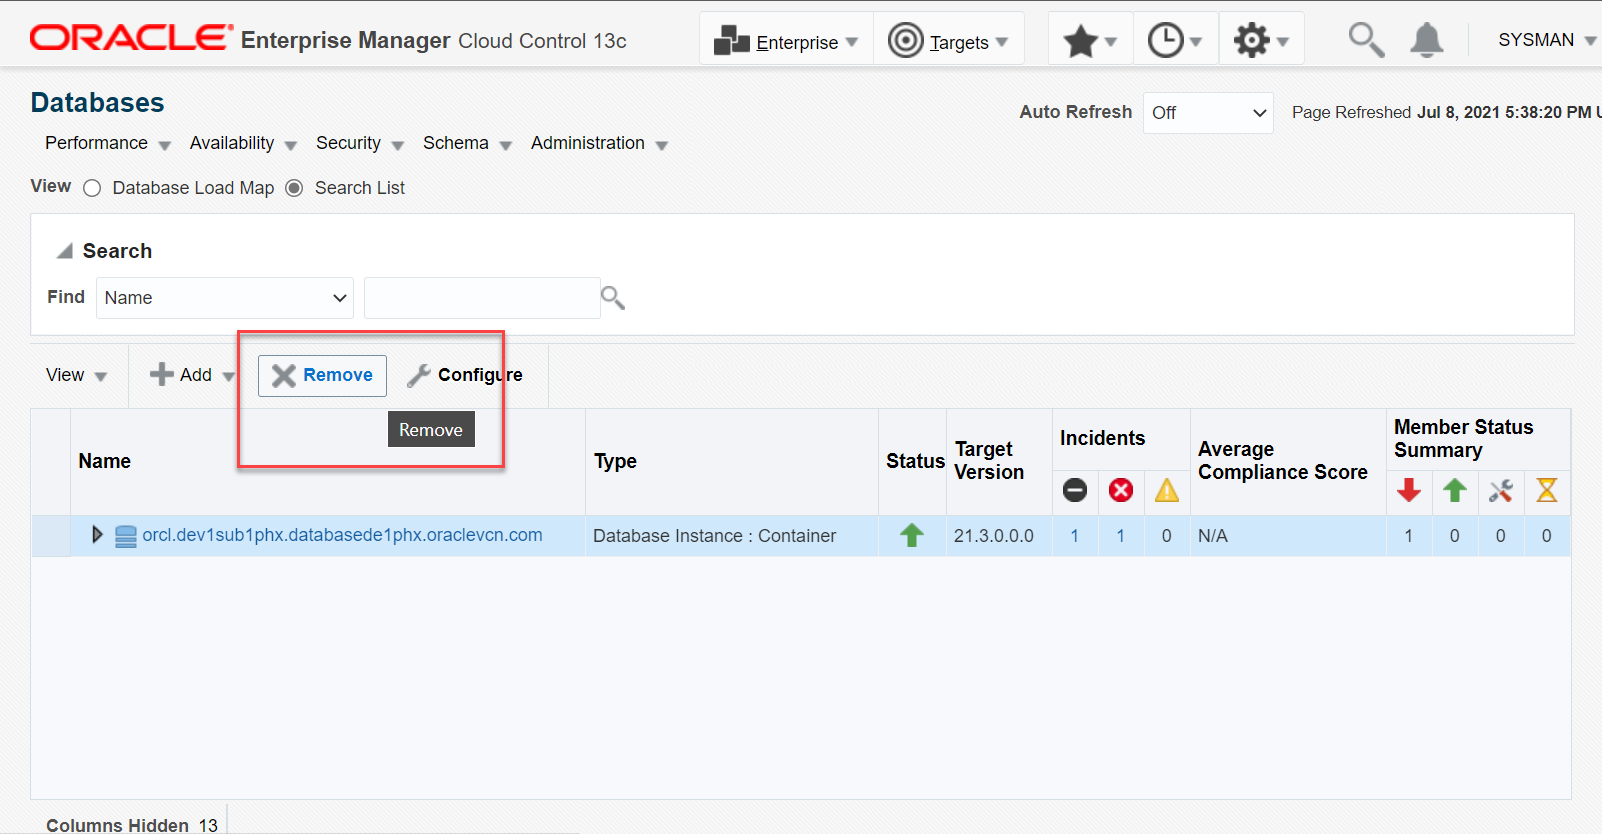 ORACLE® Enterprise Manager Cloud Control 13c Enterprise Targets SYSMAN
Databases
Auto Refresh Off Page Refreshed Jul 8, 2021 5:38:20 PM U
Performance Availability Security Schema Administration
View Database Load Map Search List
Search
Find Name
View Add Remove Configure
Remove
Name Type Status Target Version Incidents Average Compliance Score Member Status Summary
orcl.dev1sub1phx.databasede1phx.oraclevcn.com Database Instance : Container 21.3.0.0.0 1 1 0 N/A 1 0 0 0
Columns Hidden 13